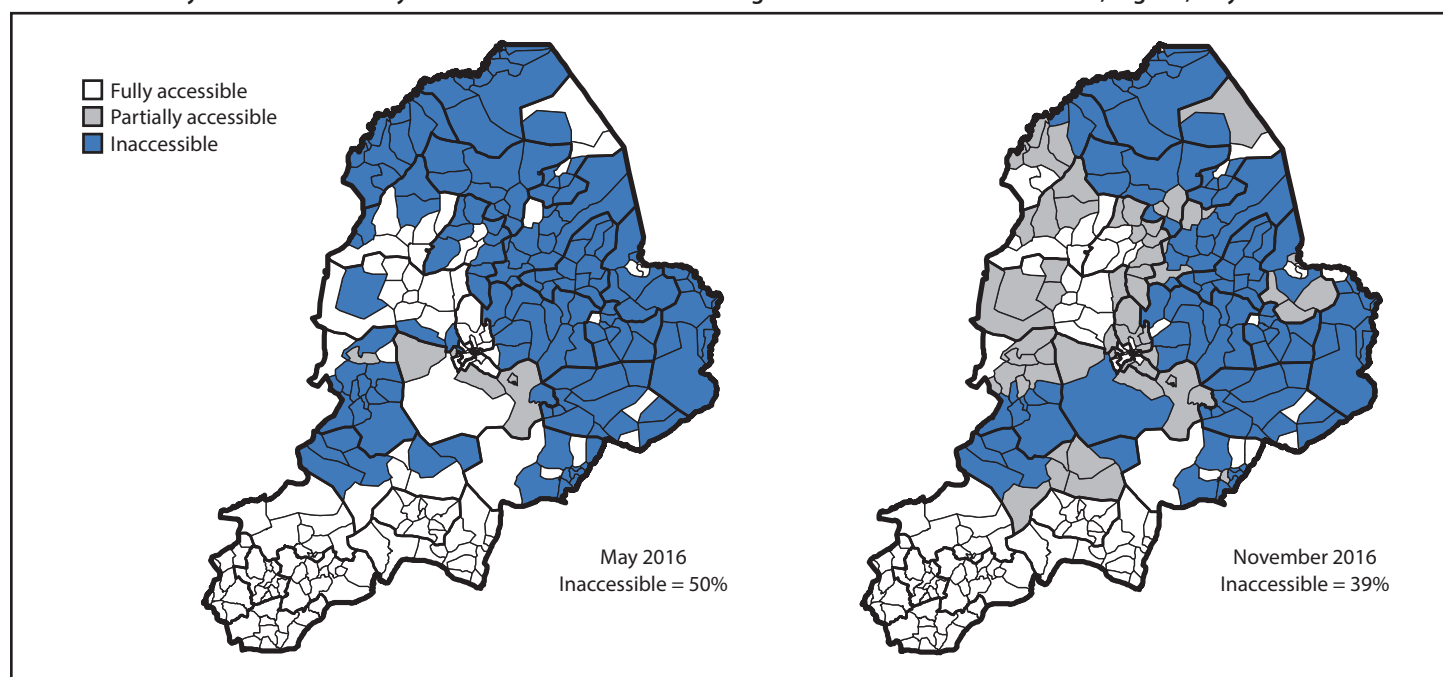 Fully accessible
Partially accessible
Inaccessible
May 2016
Inaccessible = 50%
November 2016
Inaccessible = 39%